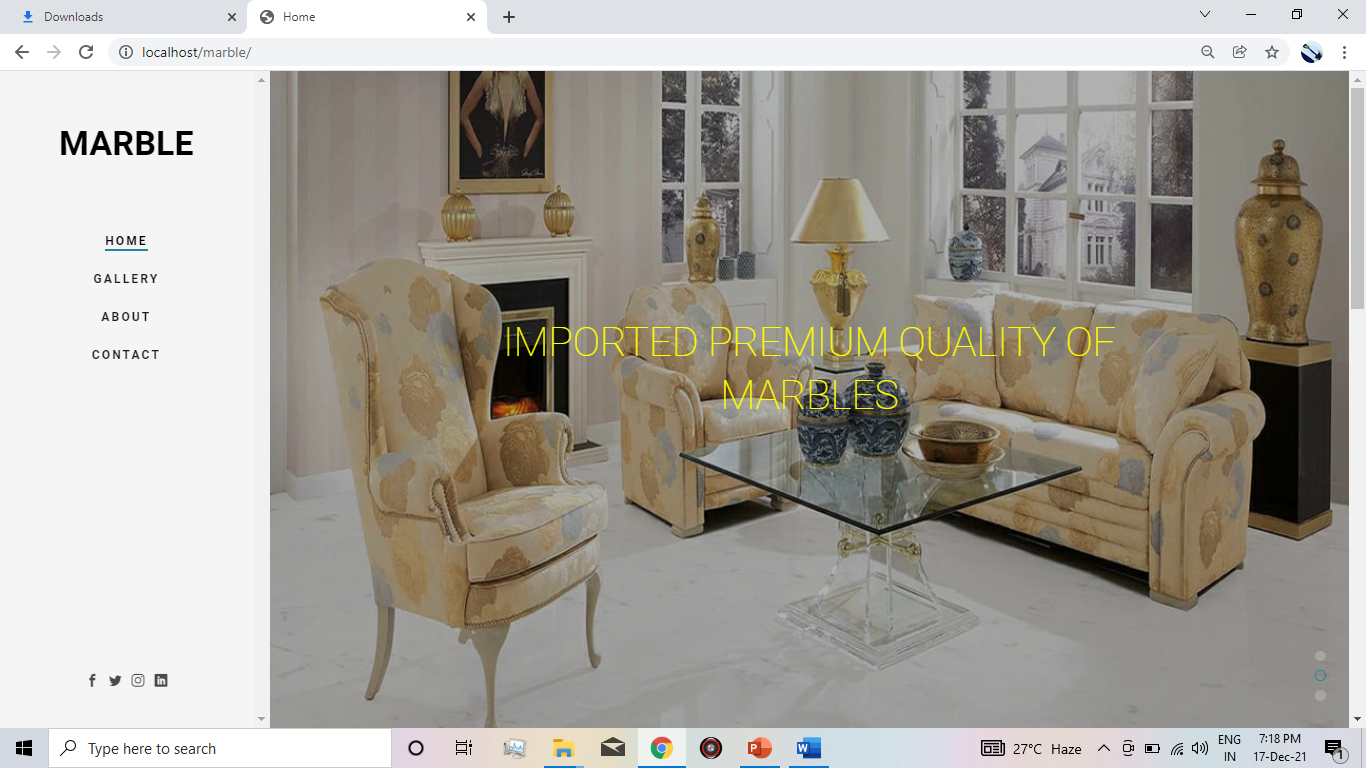 Downloads
Home
localhost/marble/
MARBLE
HOME
GALLERY
ABOUT
CONTACT
IMPORTED PREMIUM QUALITY OF
MARBLES
Type here to search
27°C Haze
ENG
IN
7:18 PM
17-Dec-21
1